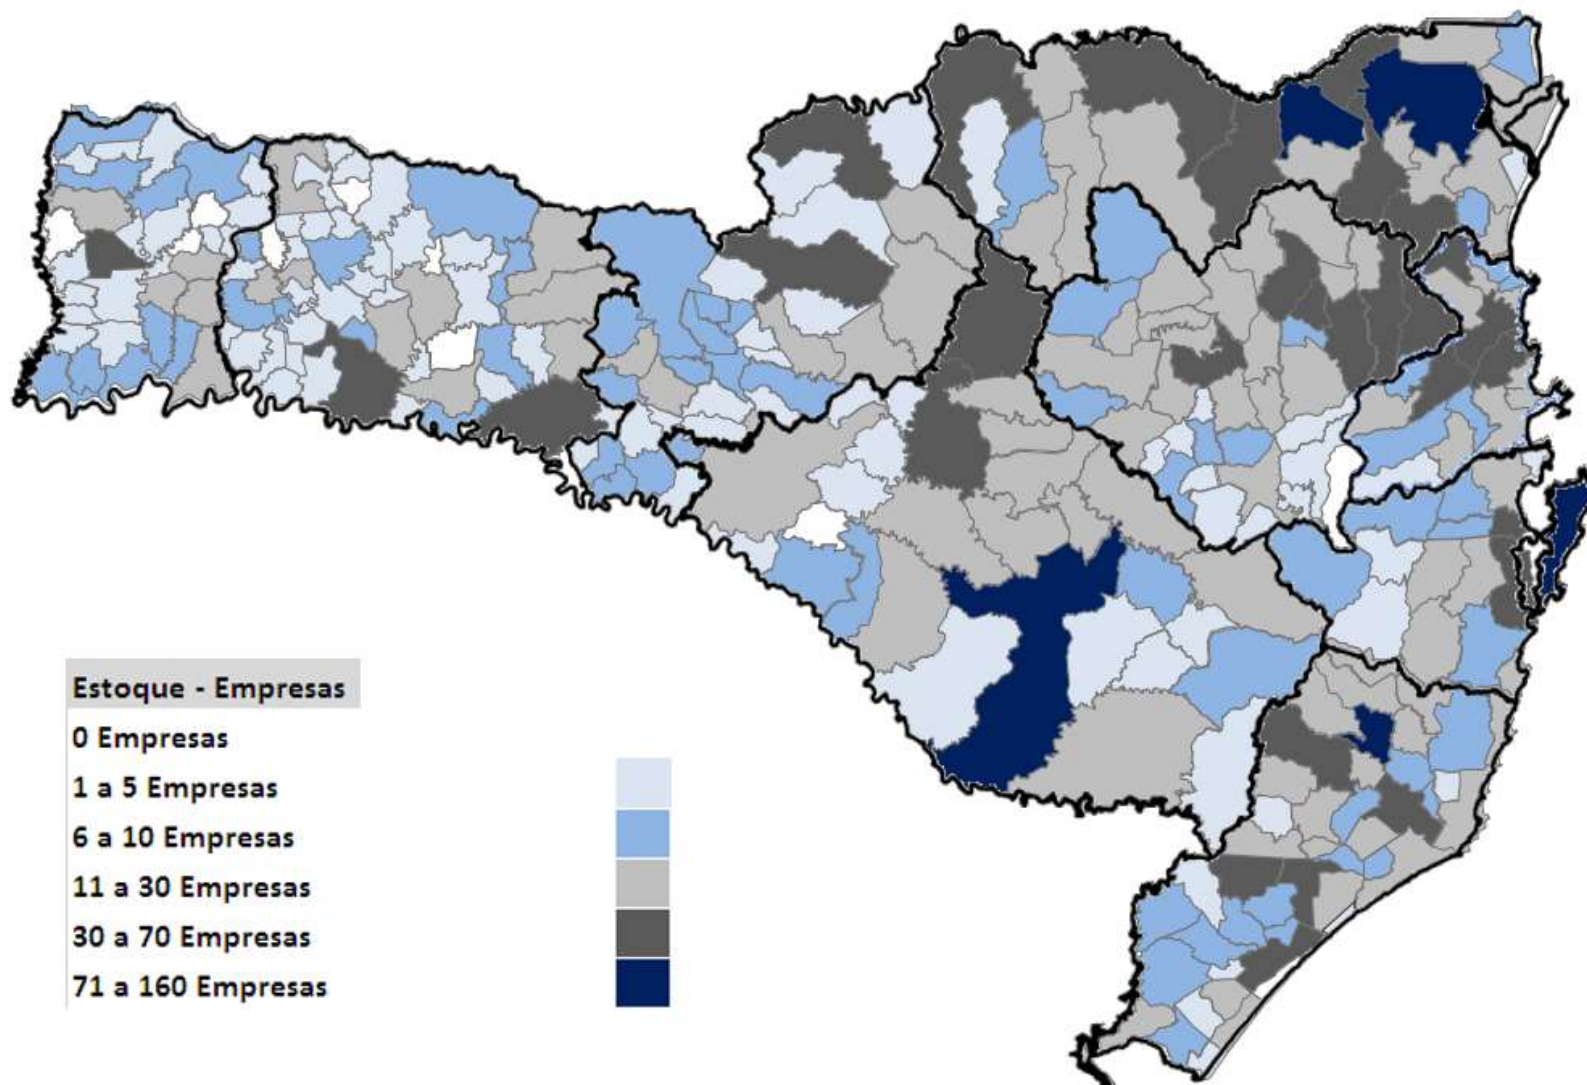 Estoque - Empresas
0 Empresas
1 a 5 Empresas
6 a 10 Empresas
11 a 30 Empresas
30 a 70 Empresas
71 a 160 Empresas